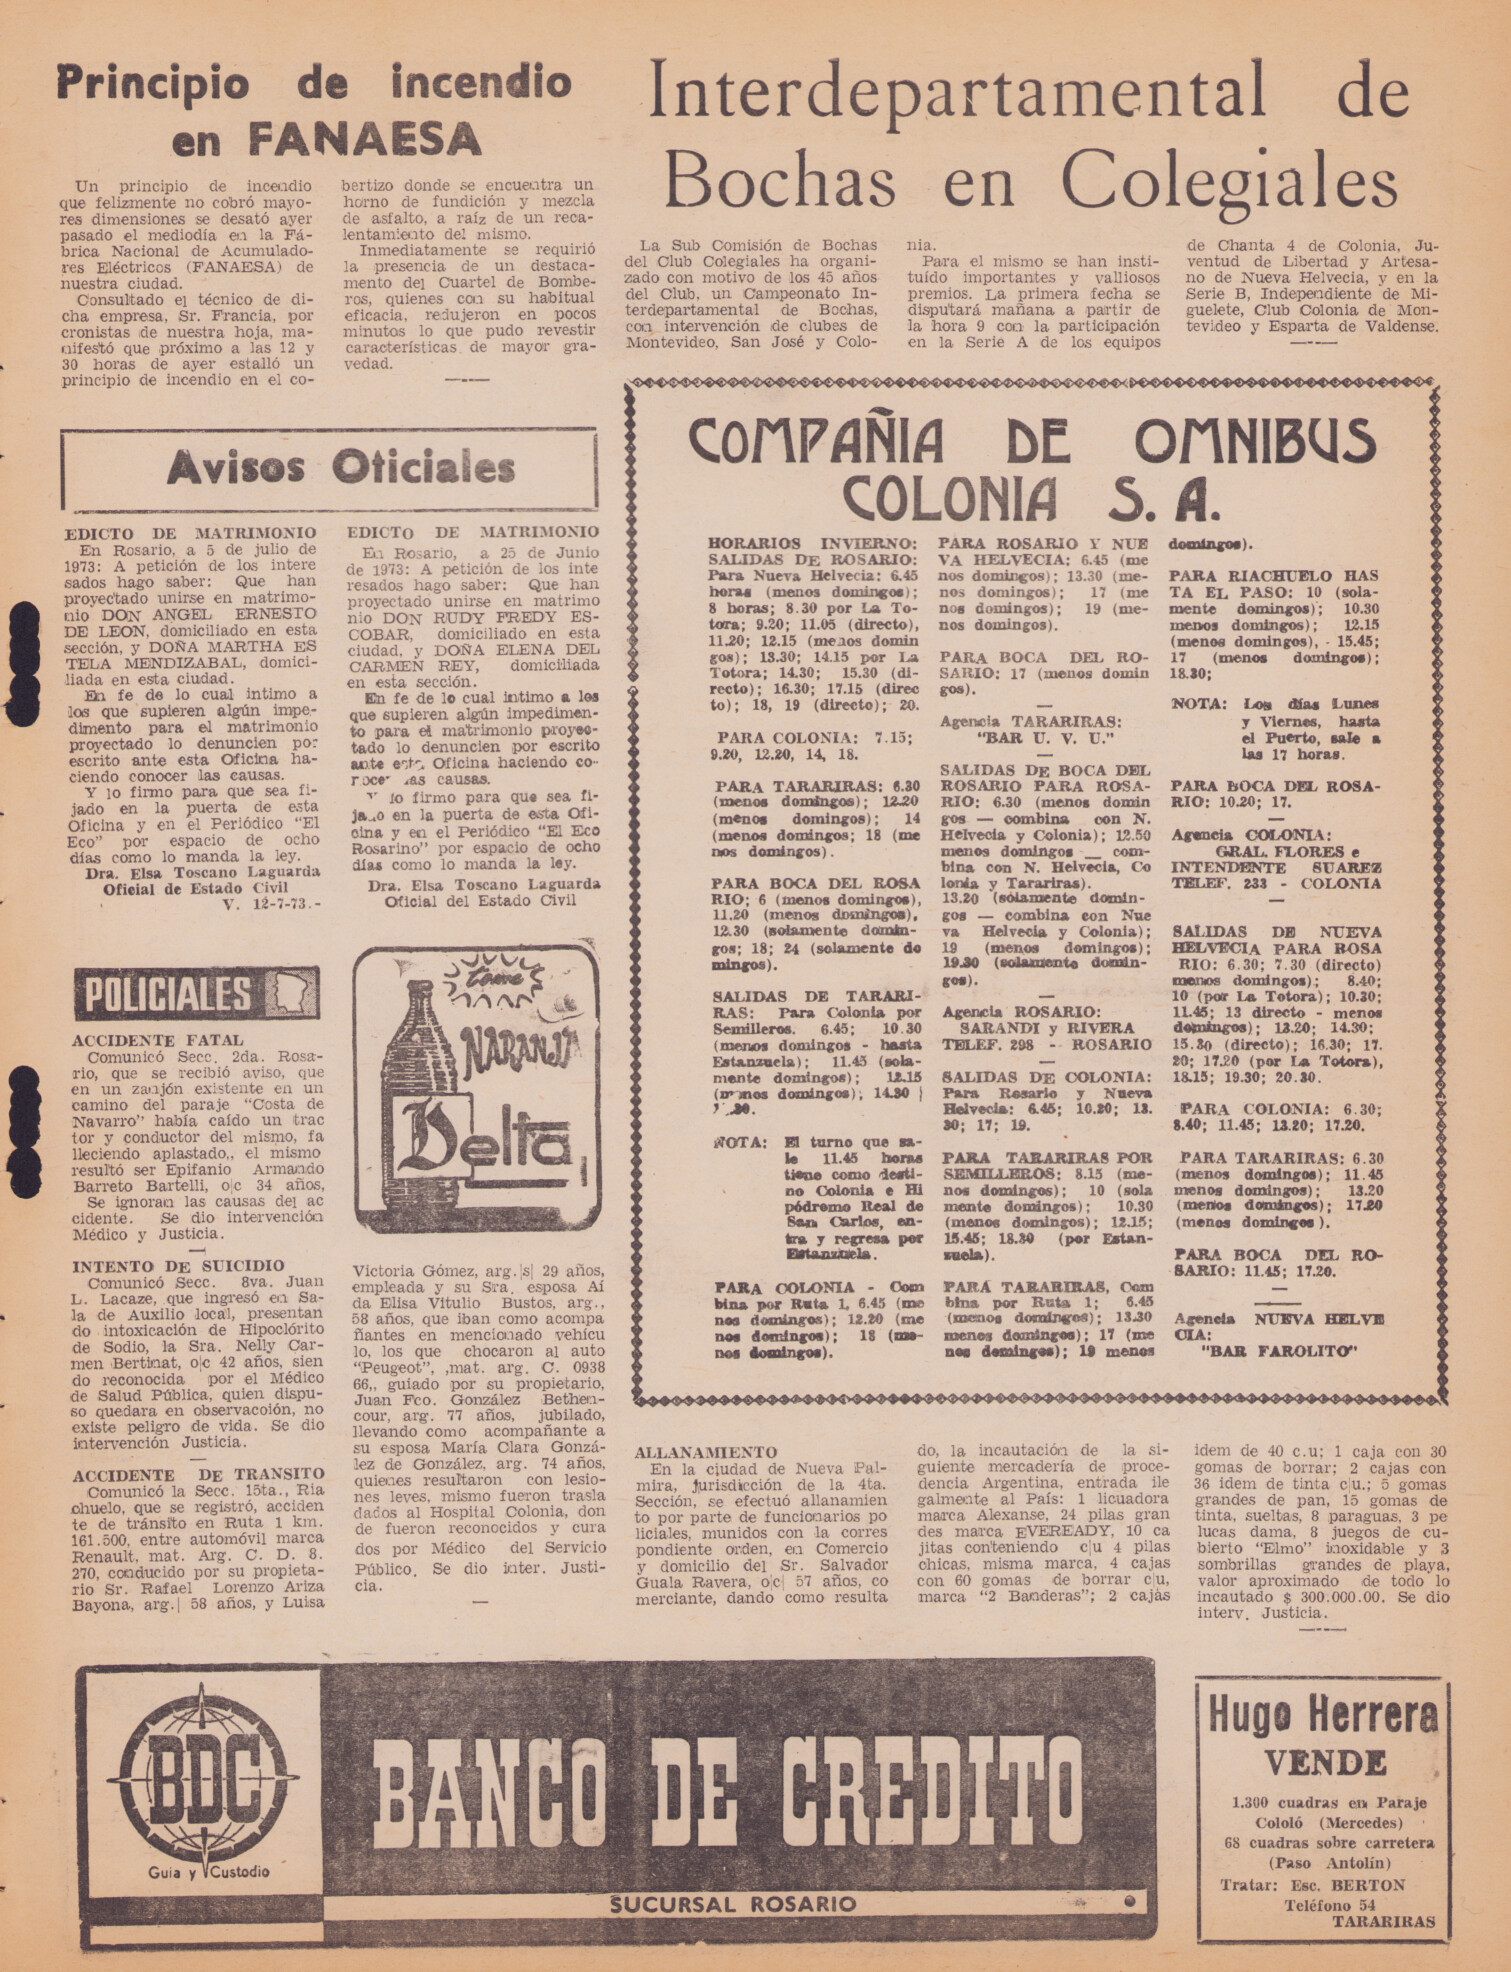 Principio de incendio
en FANAESA
Un principio de incendio
que felizmente no cobró mayo-
res dimensiones se desató ayer
pasado el mediodía en la Fá-
brica Nacional de Acumulado-
res Eléctricos (FANAESA) de
nuestra ciudad.
Consultado el técnico de di-
cha empresa, Sr. Francia, por
cronistas de nuestra hoja, ma-
nifestó que próximo a las 12 y
30 horas de ayer estalló un
principio de incendio en el co-
bertizo donde se encuentra un
horno de fundición y mezcla
de asfalto, a raíz de un reca-
lentamiento del mismo.
Inmediatamente se requirió
la presencia de un destaca-
mento del Cuartel de Bombe-
ros, quienes con su habitual
eficacia, redujeron en pocos
minutos lo que pudo revestir
características de mayor gra-
vedad.
Interdepartamental de
Bochas en Colegiales
La Sub Comisión de Bochas
del Club Colegiales ha organi-
zado con motivo de los 45 años
del Club, un Campeonato In-
terdepartamental de Bochas,
con intervención de clubes de
Montevideo, San José y Colo-
nia.
Para el mismo se han insti-
tuído importantes y valliosos
premios. La primera fecha se
disputará mañana a partir de
la hora 9 con la participación
en la Serie A de los equipos
de Chanta 4 de Colonia, Ju-
ventud de Libertad y Artesa-
no de Nueva Helvecia, y en la
Serie B, Independiente de Mi-
guelete, Club Colonia de Mon-
tevideo y Esparta de Valdense.
Avisos Oficiales
EDICTO DE MATRIMONIO
En Rosario, a 5 de julio de
1973: A petición de los intere
sados hago saber: Que han
proyectado unirse en matrimo-
nio DON ANGEL ERNESTO
DE LEON, domiciliado en esta
sección, y DOÑA MARTHA ES
TELA MENDIZABAL, domici-
liada en esta ciudad.
En fe de lo cual intimo a
los que supieren algún impe-
dimento para el matrimonio
proyectado lo denuncien por
escrito ante esta Oficina ha-
ciendo conocer las causas.
Y lo firmo para que sea fi-
jado en la puerta de esta
Oficina y en el Periódico "El
Eco" por espacio de ocho
días como lo manda la ley.
Dra. Elsa Toscano Laguarda
Oficial de Estado Civil
V. 12-7-73.-
EDICTO DE MATRIMONIO
En Rosario, a 25 de Junio
de 1973: A petición de los inte
resados hago saber: Que han
proyectado unirse en matrimo
nio DON RUDY FREDY ES-
COBAR, domiciliado en esta
ciudad, y DOÑA ELENA DEL
CARMEN REY, domiciliada
en esta sección.
En fe de lo cual intimo a los
que supieren algún impedimen-
to para el matrimonio proyec-
tado lo denuncien por escrito
ante esta Oficina haciendo co-
nocer las causas.
Y lo firmo para que sea fi-
jado en la puerta de esta Ofi-
cina y en el Periódico "El Eco
Rosarino" por espacio de ocho
días como lo manda la ley.
Dra. Elsa Toscano Laguarda
Oficial del Estado Civil
COMPAÑIA DE OMNIBUS
COLONIA S. A.
HORARIOS INVIERNO:
SALIDAS DE ROSARIO:
Para Nueva Helvecia: 6.45
horas (menos domingos);
8 horas; 8.30 por La To-
tora; 9.20; 11.05 (directo),
11.20; 12.15 (menos domin
gos); 13.30; 14.15 por La
Totora; 14.30; 15.30 (di-
recto); 16.30; 17.15 (direc
to); 18, 19 (directo); 20.
PARA COLONIA: 7.15;
9.20, 12.20, 14, 18.
PARA TARARIRAS: 6.30
(menos domingos); 12.20
(menos domingos); 14
(menos domingos; 18 (me
nos domingos).
PARA BOCA DEL ROSA
RIO; 6 (menos domingos),
11.20 (menos domingos),
12.30 (solamente domin-
gos; 18; 24 (solamente do
mingos).
SALIDAS DE TARARI-
RAS: Para Colonia por
Semilleros. 6.45; 10.30
(menos domingos - hasta
Estanzuela); 11.45 (sola-
mente domingos); 12.15
(menos domingos); 14.30;
NOTA: El turno que sa-
le 11.45 horas
tiene como desti-
no Colonia e Hi
pódromo Real de
San Carlos, en-
tra y regresa por
Estanzuela.
PARA COLONIA - Com
bina por Ruta 1, 6.45 (me
nos domingos); 12.20 (me
nos domingos); 18 (me-
nos domingos).
PARA ROSARIO Y NUE
VA HELVECIA; 6.45 (me
nos domingos); 13.30 (me-
nos domingos); 17 (me
nos domingos); 19 (me-
nos domingos).
PARA BOCA DEL RO-
SARIO: 17 (menos domin
gos).
Agencia TARARIRAS:
"BAR U. V. U."
SALIDAS DE BOCA DEL
ROSARIO PARA ROSA-
RIO: 6.30 (menos domin
gos — combina con N.
Helvecia y Colonia); 12.50
menos domingos — com-
bina con N. Helvecia, Co
lonia y Tarariras).
13.20 (solamente domin-
gos — combina con Nue
va Helvecia y Colonia);
19 (menos domingos);
19.30 (solamente domin-
gos).
Agencia ROSARIO:
SARANDI y RIVERA
TELEF. 298 - ROSARIO
SALIDAS DE COLONIA:
Para Rosario y Nueva
Helvecia: 6.45; 10.20; 13.
30; 17; 19.
PARA TARARIRAS POR
SEMILLEROS: 8.15 (me-
nos domingos); 10 (sola
mente domingos); 10.30
(menos domingos); 12.15;
15.45; 18.30 (por Estan-
zuela).
PARA TARARIRAS, Com
bina por Ruta 1; 6.45
(menos domingos); 13.30
menos domingos); 17 (me
nos domingos); 19 menos
domingos).
PARA RIACHUELO HAS
TA EL PASO: 10 (sola-
mente domingos); 10.30
menos domingos); 12.15
(menos domingos), - 15.45;
17 (menos domingos);
18.30;
NOTA: Los días Lunes
y Viernes, hasta
el Puerto, sale a
las 17 horas.
PARA BOCA DEL ROSA-
RIO: 10.20; 17.
Agencia COLONIA:
GRAL. FLORES e
INTENDENTE SUAREZ
TELEF. 233 - COLONIA
SALIDAS DE NUEVA
HELVECIA PARA ROSA
RIO: 6.30; 7.30 (directo)
menos domingos); 8.40;
10 (por La Totora); 10.30;
11.45; 13 directo - menos
domingos); 13.20; 14.30;
15.30 (directo); 16.30; 17.
20; 17.20 (por La Totora),
18.15; 19.30; 20.30.
PARA COLONIA: 6.30;
8.40; 11.45; 13.20; 17.20.
PARA TARARIRAS: 6.30
(menos domingos); 11.45
menos domingos); 13.20
(menos domingos); 17.20
(menos domingos).
PARA BOCA DEL RO-
SARIO: 11.45; 17.20.
Agencia NUEVA HELVE
CIA:
"BAR FAROLITO"
POLICIALES
ACCIDENTE FATAL
Comunicó Secc. 2da. Rosa-
rio, que se recibió aviso, que
en un zanjón existente en un
camino del paraje "Costa de
Navarro" había caído un trac
tor y conductor del mismo, fa
lleciendo aplastado,, el mismo
resultó ser Epifanio Armando
Barreto Bartelli, o|c 34 años,
Se ignoran las causas del ac
cidente. Se dio intervención
Médico y Justicia.
INTENTO DE SUICIDIO
Comunicó Secc. 8va. Juan
L. Lacaze, que ingresó en Sa-
la de Auxilio local, presentan
do intoxicación de Hipoclórito
de Sodio, la Sra. Nelly Car-
men Bertinat, o|c 42 años, sien
do reconocida por el Médico
de Salud Pública, quien dispu-
so quedara en observacoión, no
existe peligro de vida. Se dio
intervención Justicia.
ACCIDENTE DE TRANSITO
Comunicó la Secc. 15ta., Ria
chuelo, que se registró, acciden
te de tránsito en Ruta 1 km.
161.500, entre automóvil marca
Renault, mat. Arg. C. D. 8.
270, conducido por su propieta-
rio Sr. Rafael Lorenzo Ariza
Bayona, arg.| 58 años, y Luisa
tome
NARANJA
Delta
Victoria Gómez, arg.|s| 29 años,
empleada y su Sra. esposa Aí
da Elisa Vitulio Bustos, arg.,
58 años, que iban como acompa
ñantes en mencionado vehícu
lo, los que chocaron al auto
"Peugeot", .mat. arg. C. 0938
66,, guiado por su propietario,
Juan Fco. González Bethen-
cour, arg. 77 años, jubilado,
llevando como acompañante a
su esposa María Clara Gonzá-
lez de González, arg. 74 años,
quienes resultaron con lesio-
nes leves, mismo fueron trasla
dados al Hospital Colonia, don
de fueron reconocidos y cura
dos por Médico del Servicio
Público. Se dio inter. Justi-
cia.
ALLANAMIENTO
En la ciudad de Nueva Pal-
mira, jurisdicción de la 4ta.
Sección, se efectuó allanamien
to por parte de funcionarios po
liciales, munidos con la corres
pondiente orden, en Comercio
y domicilio del Sr. Salvador
Guala Ravera, o|c| 57 años, co
merciante, dando como resulta
do, la incautación de la si-
guiente mercadería de proce-
dencia Argentina, entrada ile
galmente al País: 1 licuadora
marca Alexanse, 24 pilas gran
des marca EVEREADY, 10 ca
jitas conteniendo c|u 4 pilas
chicas, misma marca, 4 cajas
con 60 gomas de borrar c|u,
marca "2 Banderas"; 2 cajas
idem de 40 c.u; 1 caja con 30
gomas de borrar; 2 cajas con
36 idem de tinta c|u.; 5 gomas
grandes de pan, 15 gomas de
tinta, sueltas, 8 paraguas, 3 pe
lucas dama, 8 juegos de cu-
bierto "Elmo" inoxidable y 3
sombrillas grandes de playa,
valor aproximado de todo lo
incautado $ 300.000.00. Se dio
interv. Justicia.
BDC
Guia y Custodio
BANCO DE CREDITO
SUCURSAL ROSARIO
Hugo Herrera
VENDE
1.300 cuadras en Paraje
Cololó (Mercedes)
68 cuadras sobre carretera
(Paso Antolín)
Tratar: Esc. BERTON
Teléfono 54
TARARIRAS